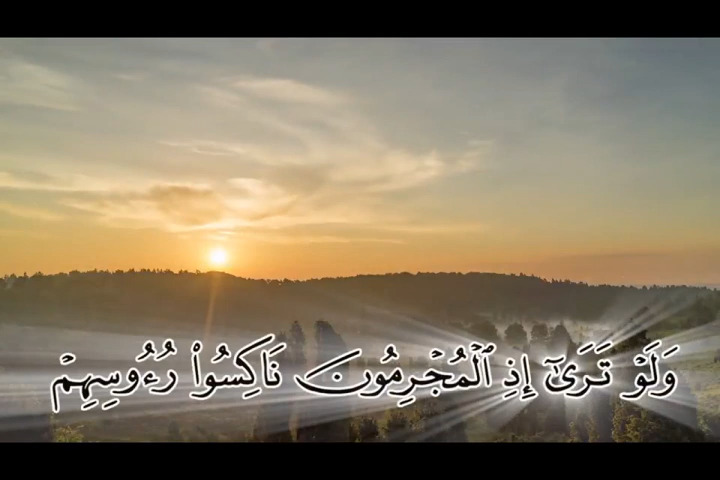 وَلَوْ تَرَىٰٓ إِذِ ٱلْمُجْرِمُونَ نَاكِسُوا۟ رُءُوسِهِمْ